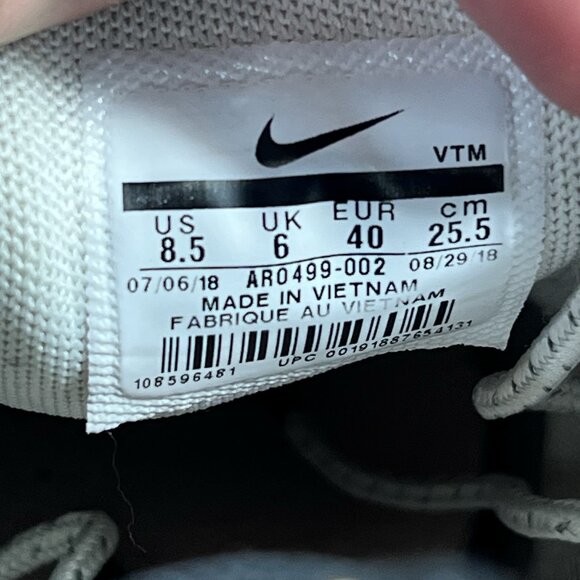 VTM
US UK EUR cm
8.5 6 40 25.5
07/06/18 AR0499-002 08/29/18
MADE IN VIETNAM
FABRIQUE AU VIETNAM
108596481 UPC 00191887654131